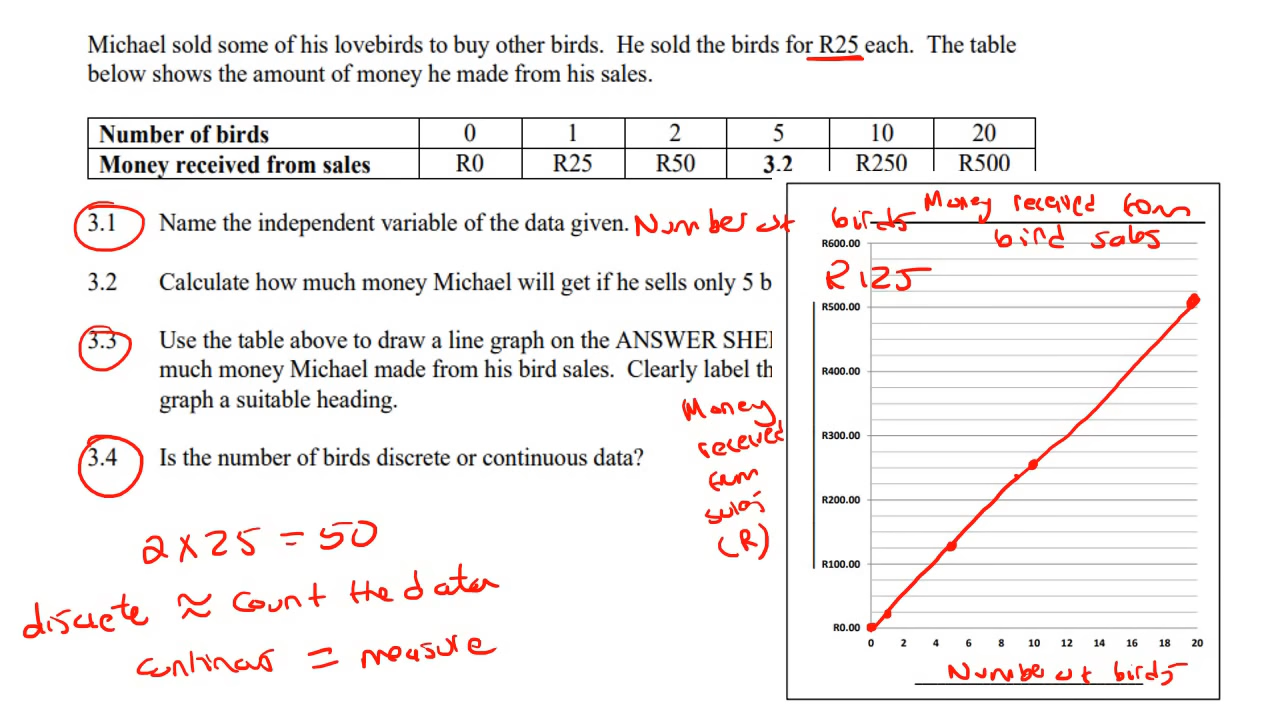 Michael sold some of his lovebirds to buy other birds. He sold the birds for R25 each. The table
below shows the amount of money he made from his sales.
Number of birds 0 1 2 5 10 20
Money received from sales R0 R25 R50 3.2 R250 R500
3.1 Name the independent variable of the data given. Number of birds
3.2 Calculate how much money Michael will get if he sells only 5 b
R125
3.3 Use the table above to draw a line graph on the ANSWER SHE
much money Michael made from his bird sales. Clearly label th
graph a suitable heading.
3.4 Is the number of birds discrete or continuous data?
2 x 25 = 50
discrete ≈ count the data
= measure
Money received from
bird sales
Money
received
from
sales
(R)
R600.00
R500.00
R400.00
R300.00
R200.00
R100.00
R0.00
0 2 4 6 8 10 12 14 16 18 20
Number of birds